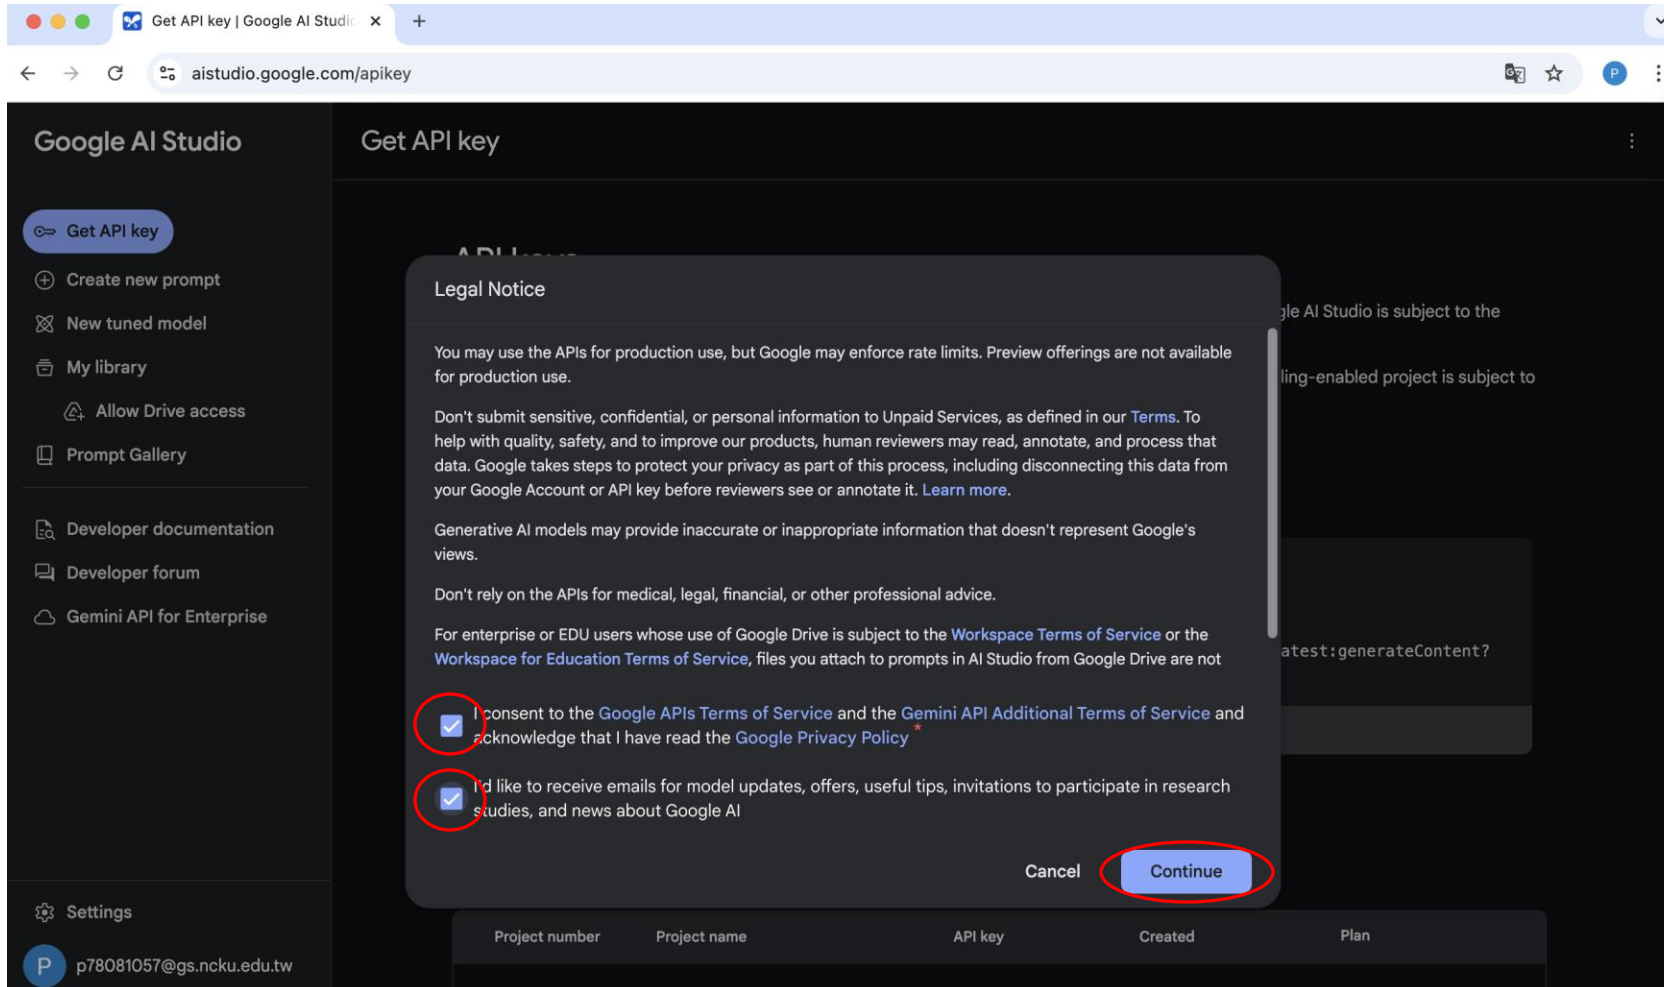 Get API key | Google AI Studio
aistudio.google.com/apikey
P
Google AI Studio
Get API key
Get API key
Create new prompt
New tuned model
My library
Allow Drive access
Prompt Gallery
Developer documentation
Developer forum
Gemini API for Enterprise
Settings
P
p78081057@gs.ncku.edu.tw
API keys
gle AI Studio is subject to the
ling-enabled project is subject to
atest:generateContent?
Legal Notice
You may use the APIs for production use, but Google may enforce rate limits. Preview offerings are not available
for production use.
Don't submit sensitive, confidential, or personal information to Unpaid Services, as defined in our Terms. To
help with quality, safety, and to improve our products, human reviewers may read, annotate, and process that
data. Google takes steps to protect your privacy as part of this process, including disconnecting this data from
your Google Account or API key before reviewers see or annotate it. Learn more.
Generative AI models may provide inaccurate or inappropriate information that doesn't represent Google's
views.
Don't rely on the APIs for medical, legal, financial, or other professional advice.
For enterprise or EDU users whose use of Google Drive is subject to the Workspace Terms of Service or the
Workspace for Education Terms of Service, files you attach to prompts in AI Studio from Google Drive are not
I consent to the Google APIs Terms of Service and the Gemini API Additional Terms of Service and
acknowledge that I have read the Google Privacy Policy *
I'd like to receive emails for model updates, offers, useful tips, invitations to participate in research
studies, and news about Google AI
Cancel
Continue
Project number
Project name
API key
Created
Plan